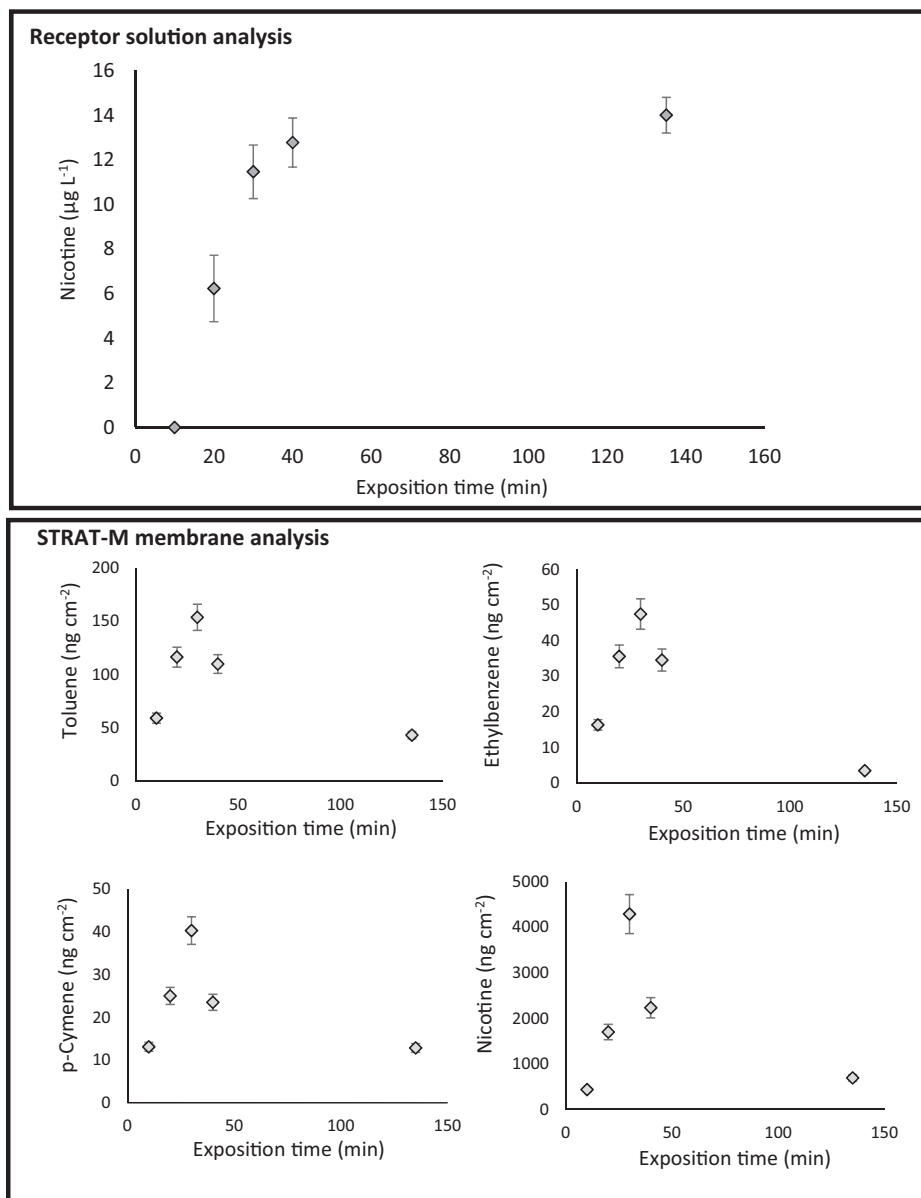 Receptor solution analysis
16
14
12
10
8
6
4
2
0
Nicotine (µg L⁻¹)
0 20 40 60 80 100 120 140 160
Exposition time (min)
STRAT-M membrane analysis
200
150
100
50
0
Toluene (ng cm⁻²)
0 50 100 150
Exposition time (min)
60
50
40
30
20
10
0
Ethylbenzene (ng cm⁻²)
0 50 100 150
Exposition time (min)
50
40
30
20
10
0
p-Cymene (ng cm⁻²)
0 50 100 150
Exposition time (min)
5000
4000
3000
2000
1000
0
Nicotine (ng cm⁻²)
0 50 100 150
Exposition time (min)